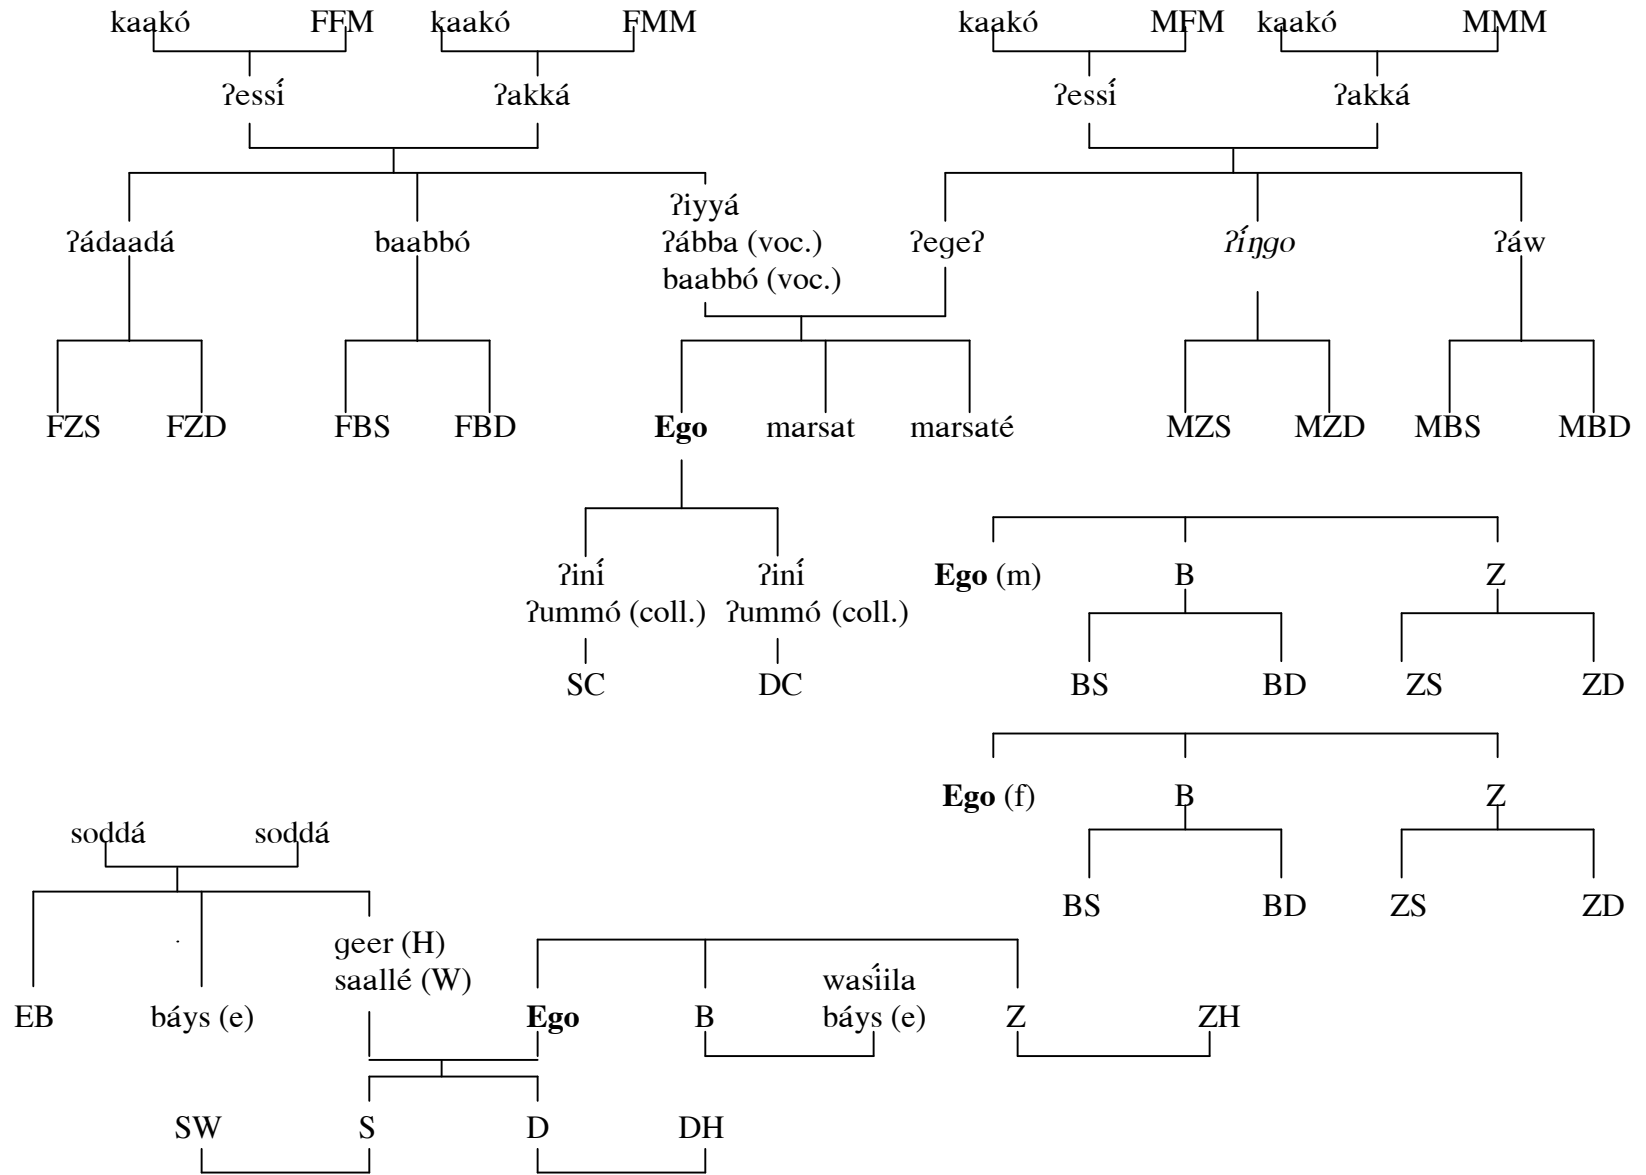 kaakó FFM kaakó FMM kaakó MFM kaakó MMM
ʔessí ʔakká ʔessí ʔakká
ʔiyyá
ʔádaadá baabbó ʔábba (voc.) ʔegeʔ ʔíŋgo ʔáw
baabbó (voc.)
FZS FZD FBS FBD Ego marsat marsaté MZS MZD MBS MBD
ʔiní ʔiní Ego (m) B Z
ʔummó (coll.) ʔummó (coll.)
SC DC BS BD ZS ZD
Ego (f) B Z
soddá soddá
BS BD ZS ZD
geer (H)
saallé (W) wasíila
EB báys (e) Ego B báys (e) Z ZH
SW S D DH